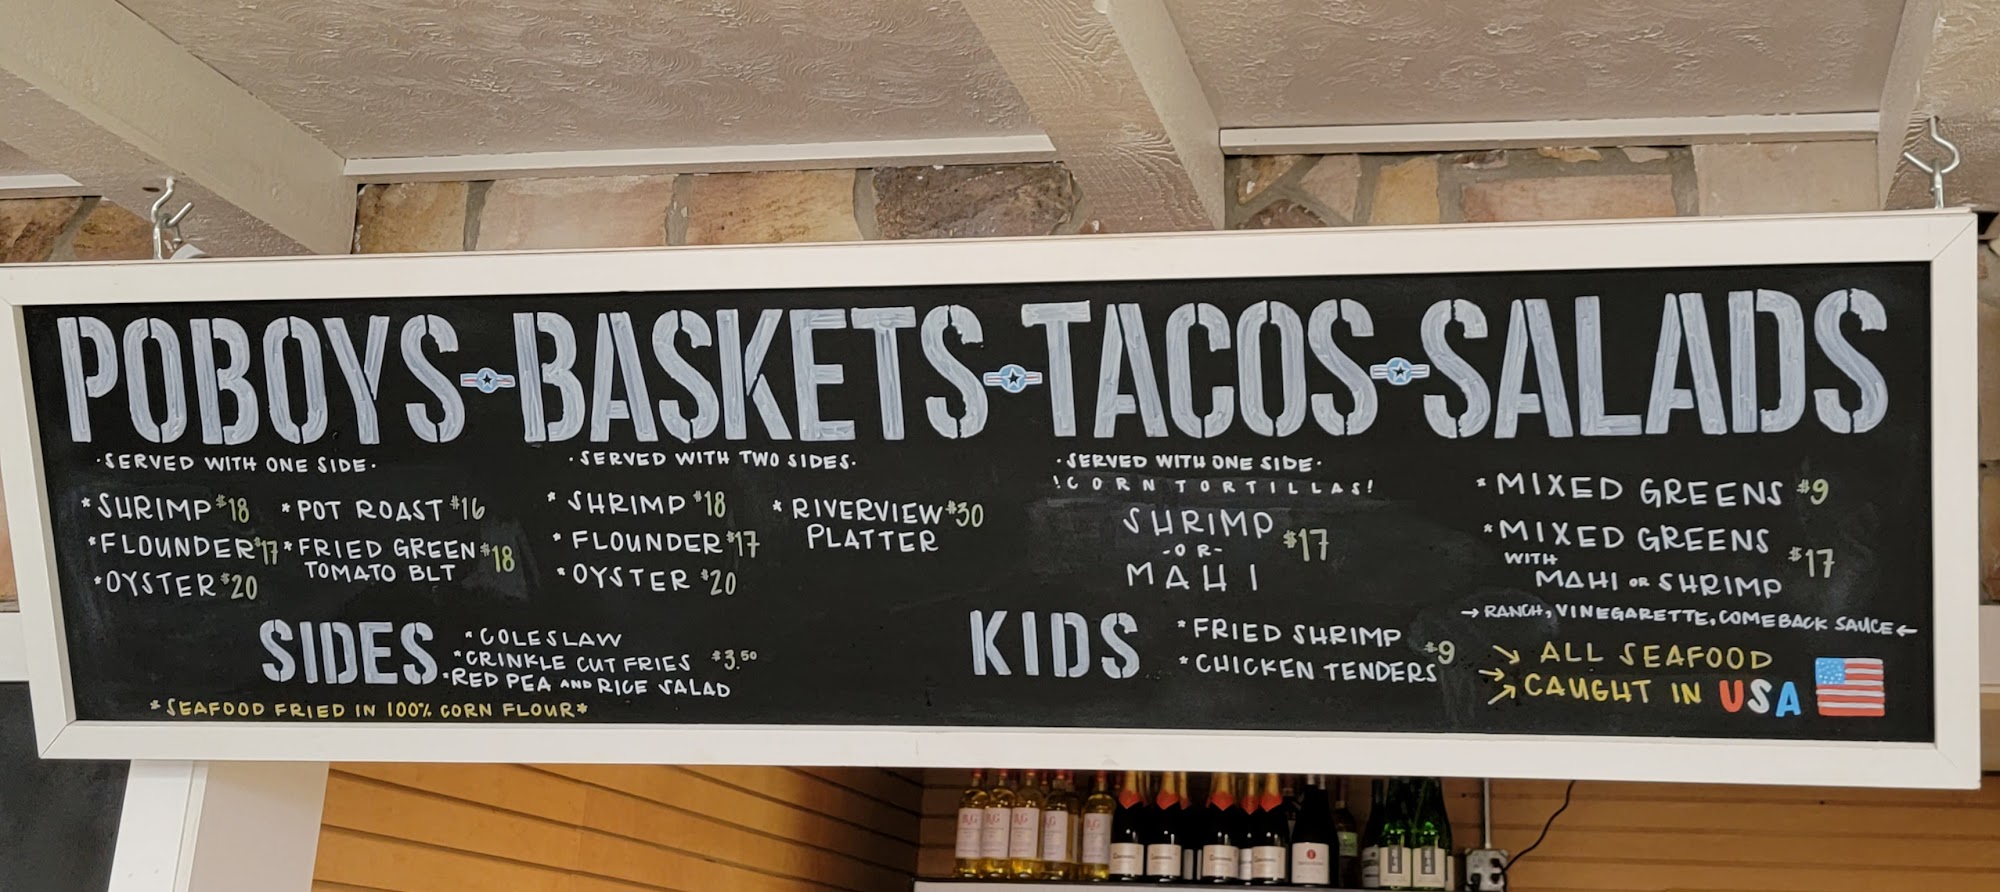 POBOYS-BASKETS-TACOS-SALADS
·SERVED WITH ONE SIDE·
*SHRIMP $18
*FLOUNDER $17
*OYSTER $20
*POT ROAST $16
*FRIED GREEN TOMATO BLT $18
·SERVED WITH TWO SIDES·
*SHRIMP $18
*FLOUNDER $17
*OYSTER $20
*RIVERVIEW PLATTER $30
·SERVED WITH ONE SIDE·
!CORN TORTILLAS!
SHRIMP
-OR-
MAHI
$17
*MIXED GREENS $9
*MIXED GREENS
WITH
MAHI OR SHRIMP
$17
→RANCH, VINEGARETTE, COMEBACK SAUCE←
SIDES
*COLESLAW
*CRINKLE CUT FRIES $3.50
*RED PEA AND RICE SALAD
*SEAFOOD FRIED IN 100% CORN FLOUR*
KIDS
*FRIED SHRIMP
*CHICKEN TENDERS
$9
ALL SEAFOOD
CAUGHT IN USA